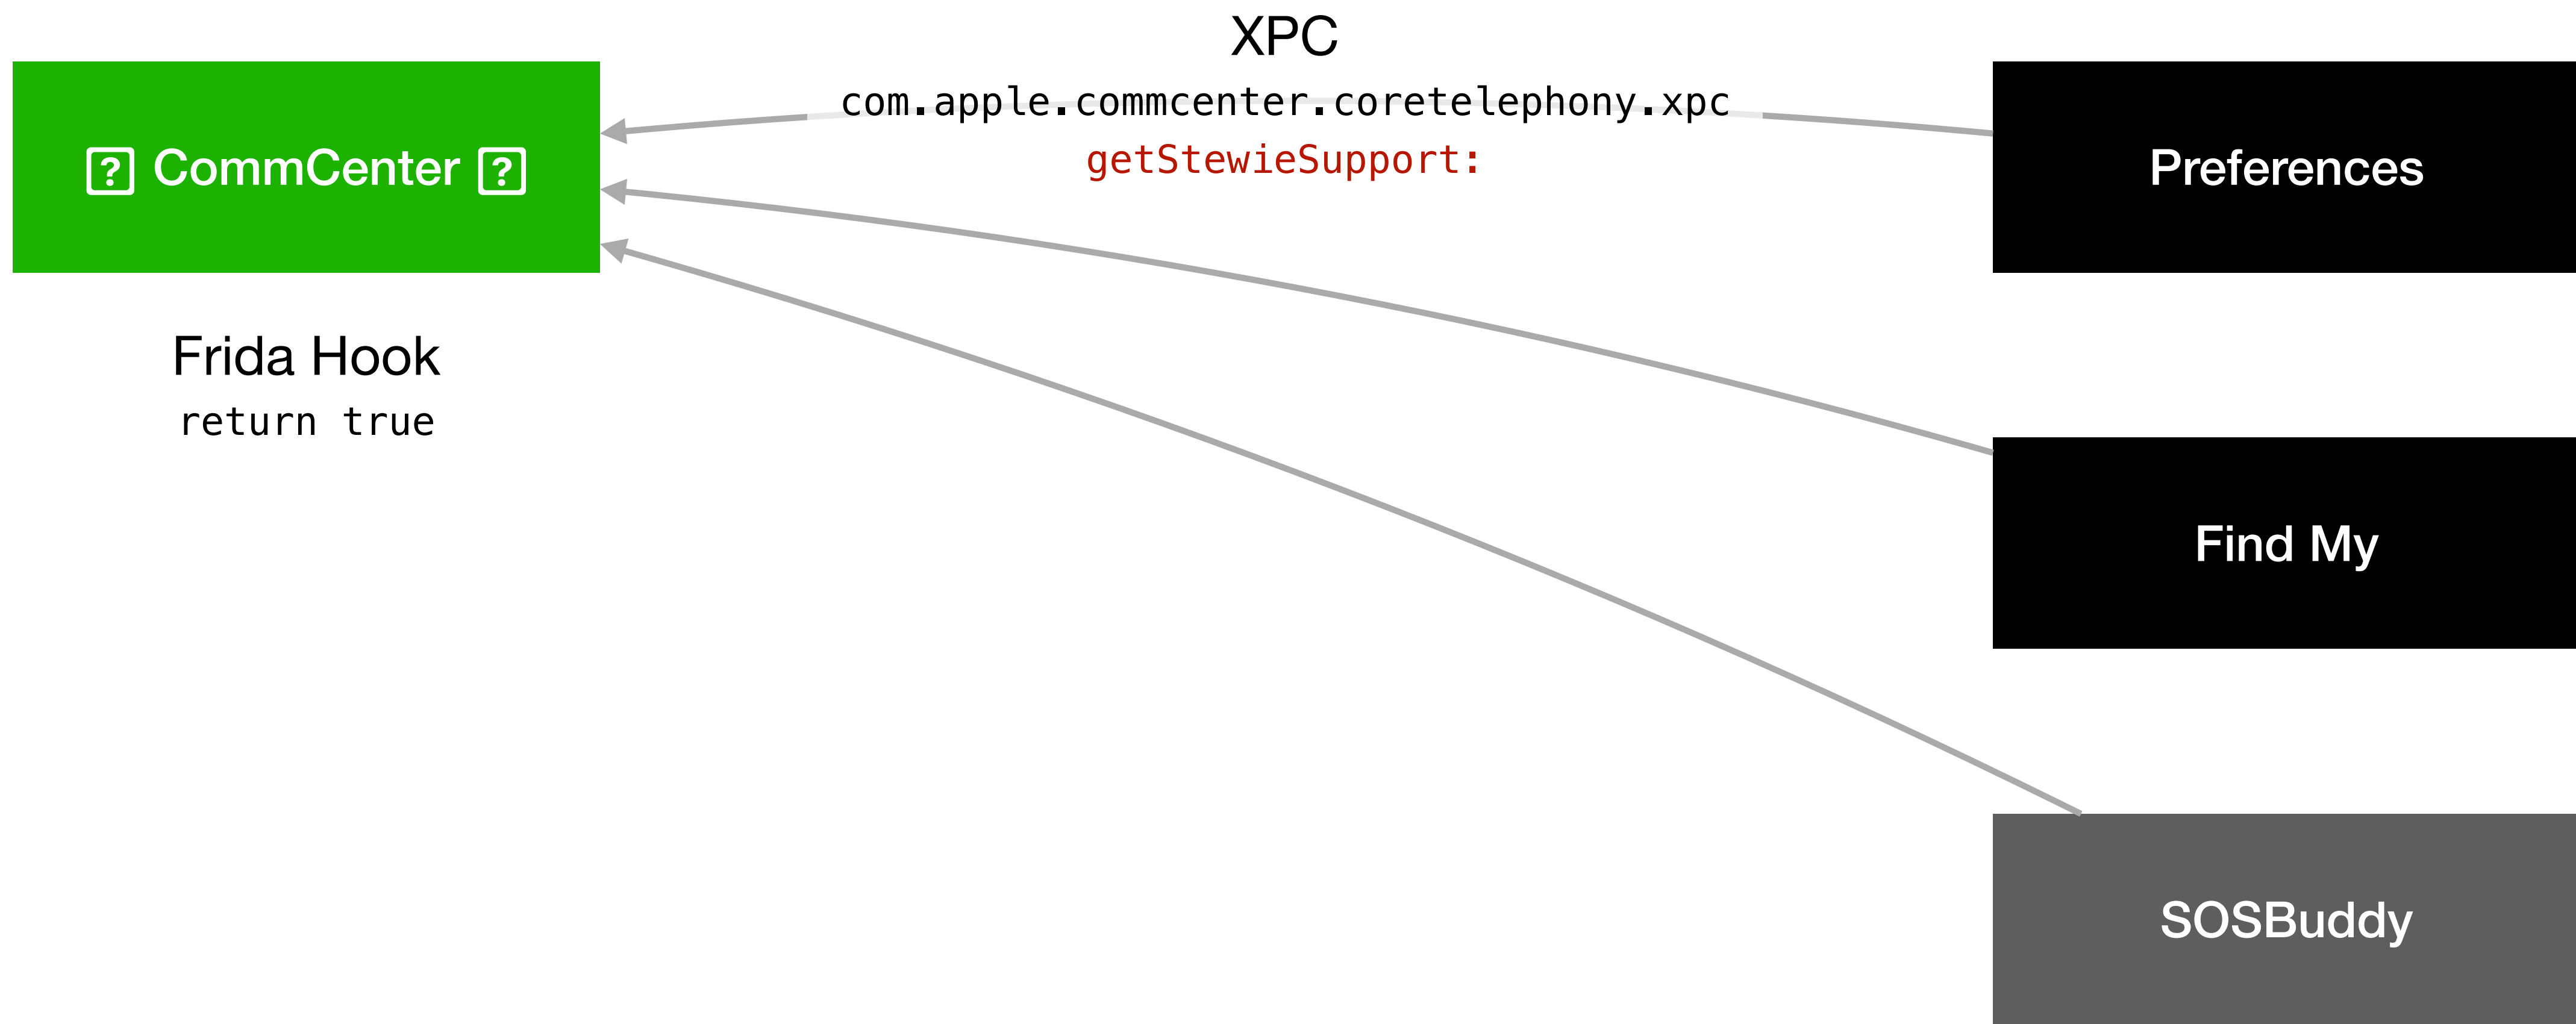 XPC
com.apple.commcenter.coretelephony.xpc
getStewieSupport:
? CommCenter ?
Preferences
Frida Hook
return true
Find My
SOSBuddy